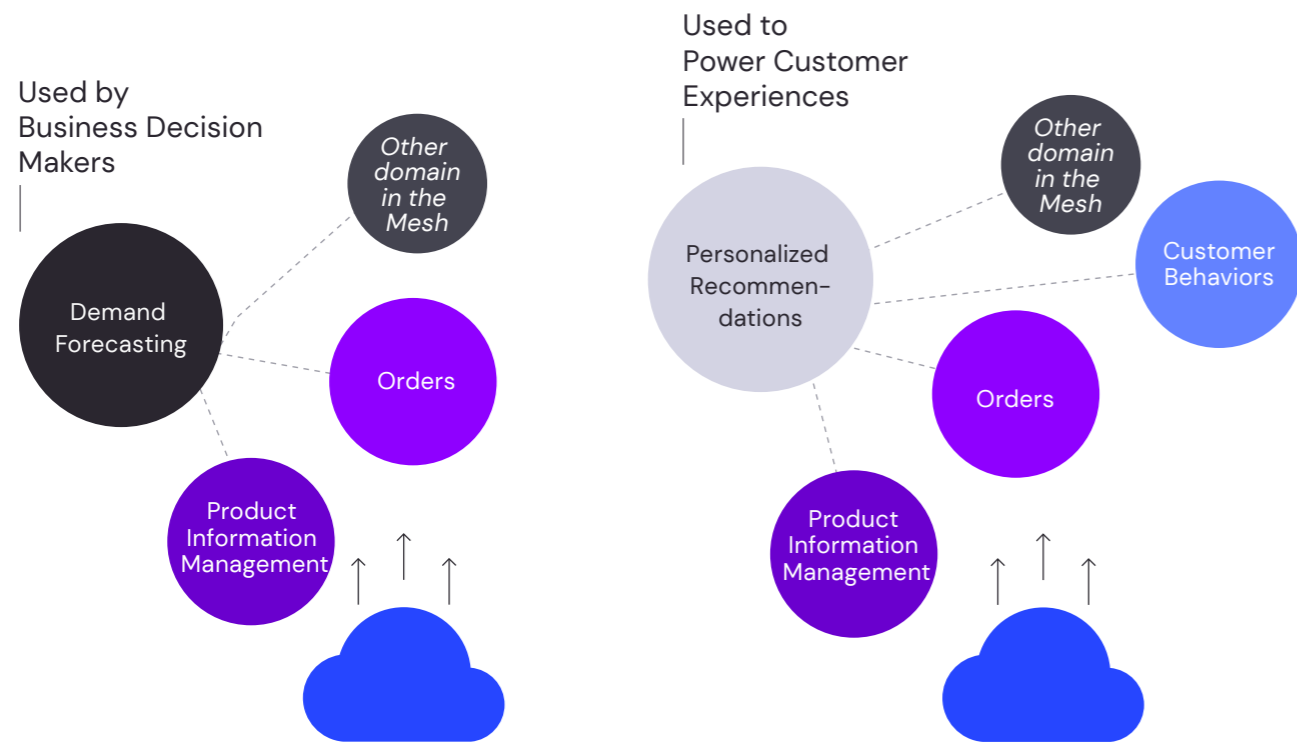 Used by
Business Decision
Makers
Other
domain
in the
Mesh
Demand
Forecasting
Orders
Product
Information
Management
Used to
Power Customer
Experiences
Other
domain
in the
Mesh
Customer
Behaviors
Personalized
Recommen-
dations
Orders
Product
Information
Management